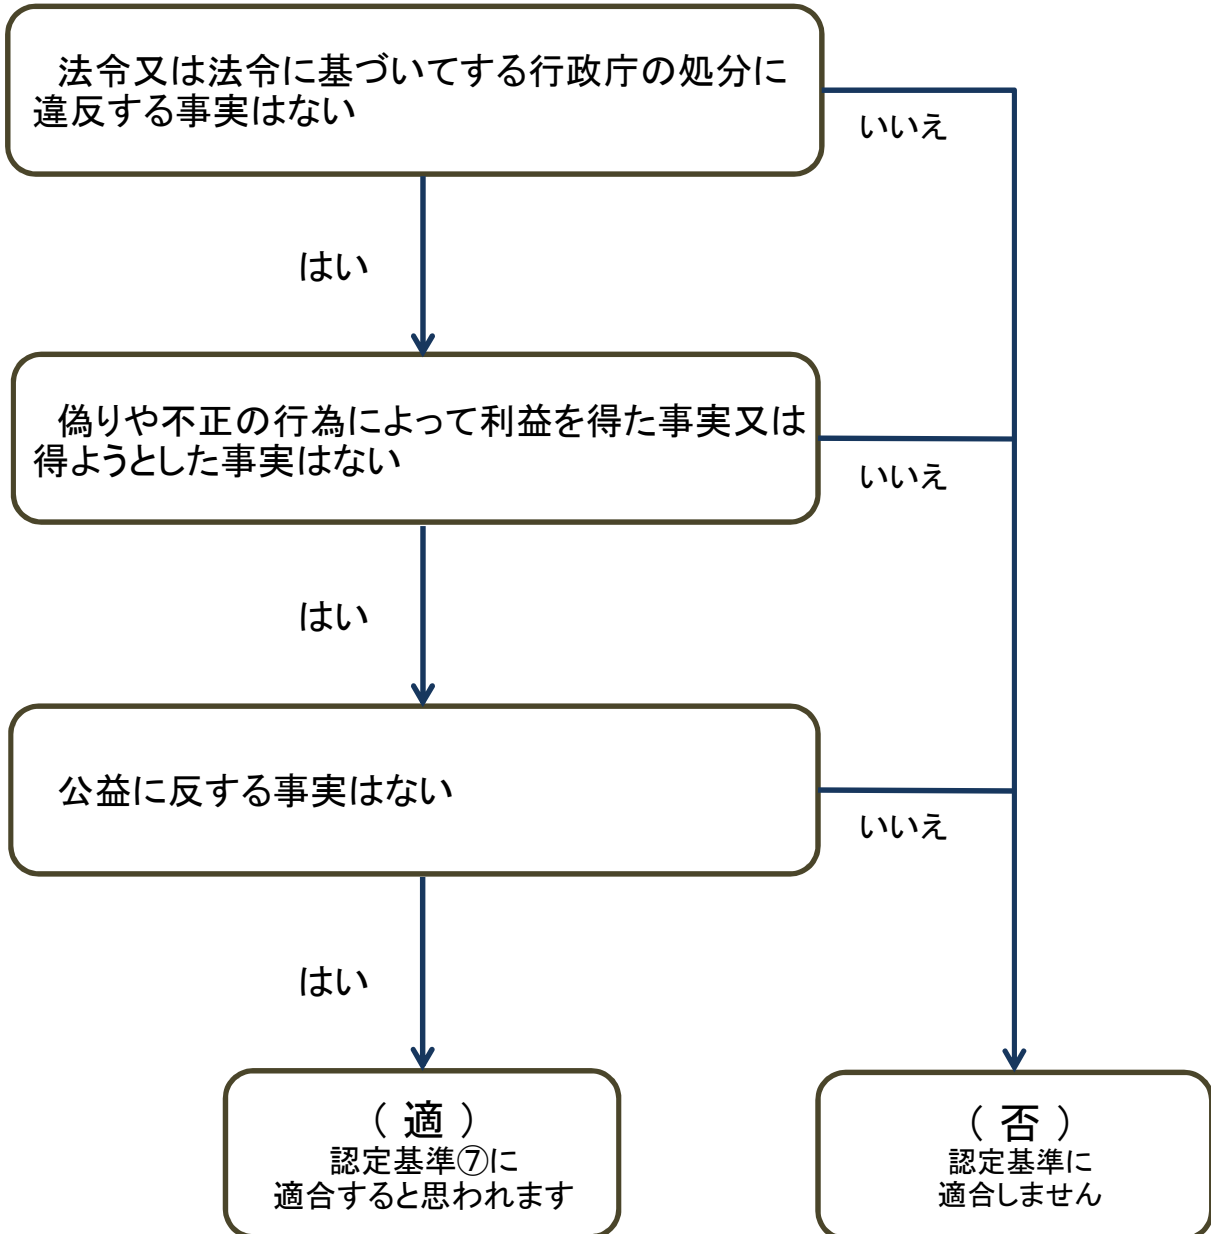 法令又は法令に基づいてする行政庁の処分に
違反する事実はない
いいえ
はい
偽りや不正の行為によって利益を得た事実又は
得ようとした事実はない
いいえ
はい
公益に反する事実はない
いいえ
はい
（ 適 ）
認定基準⑦に
適合すると思われます
（ 否 ）
認定基準に
適合しません